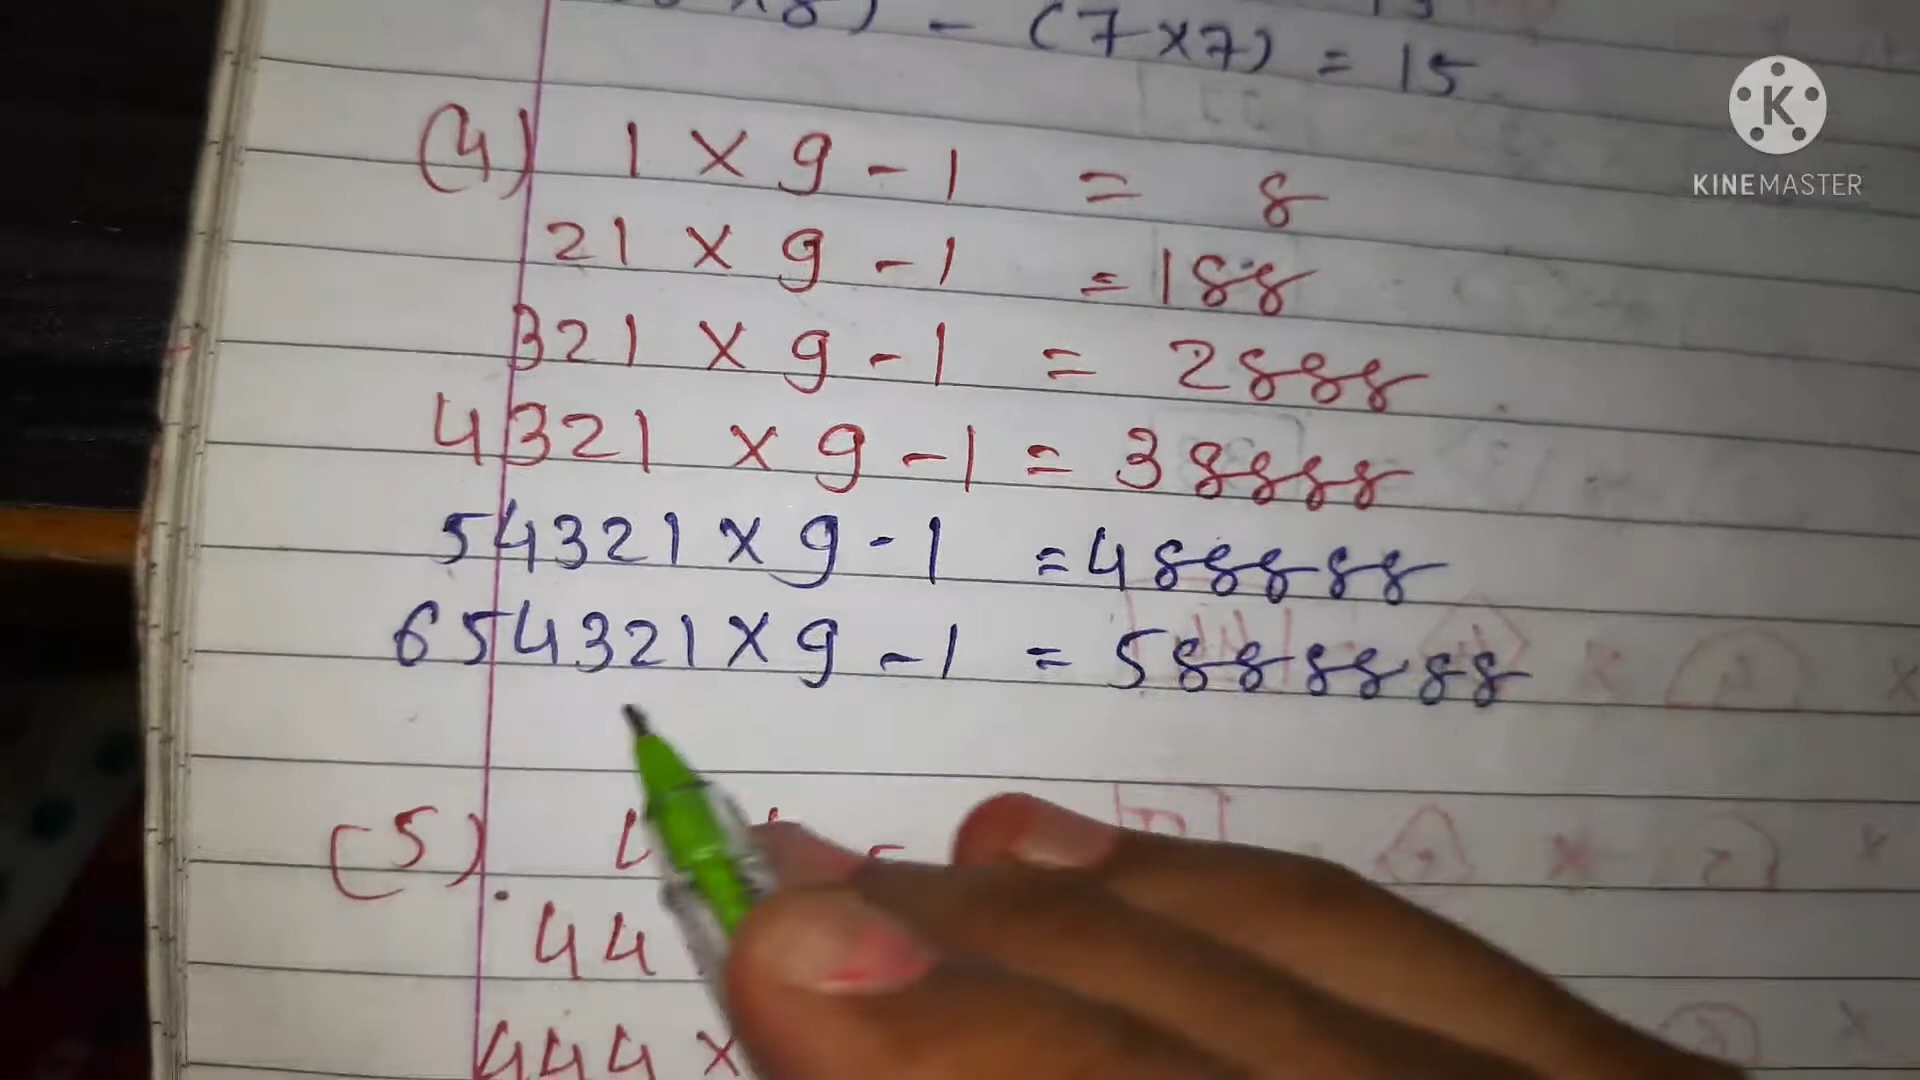 ×8) - (7×7) = 15
(4) 1 × 9 - 1 = 8
21 × 9 - 1 = 188
321 × 9 - 1 = 2888
4321 × 9 - 1 = 38888
54321 × 9 - 1 = 488888
654321 × 9 - 1 = 5888888
(5)
44
444 ×
K
KINEMASTER